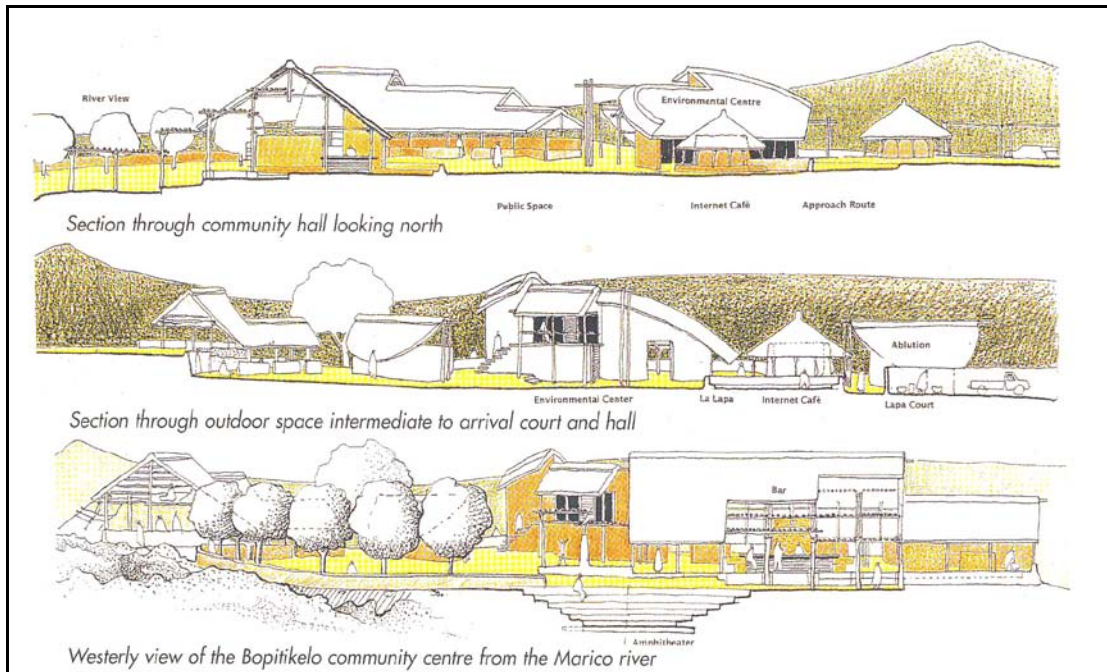 River View
Environmental Centre
Public Space
Internet Cafè
Approach Route
Section through community hall looking north
Ablution
Environmental Center
La Lapa
Internet Cafè
Lapa Court
Section through outdoor space intermediate to arrival court and hall
Bar
Amphitheater
Westerly view of the Bopitikelo community centre from the Marico river